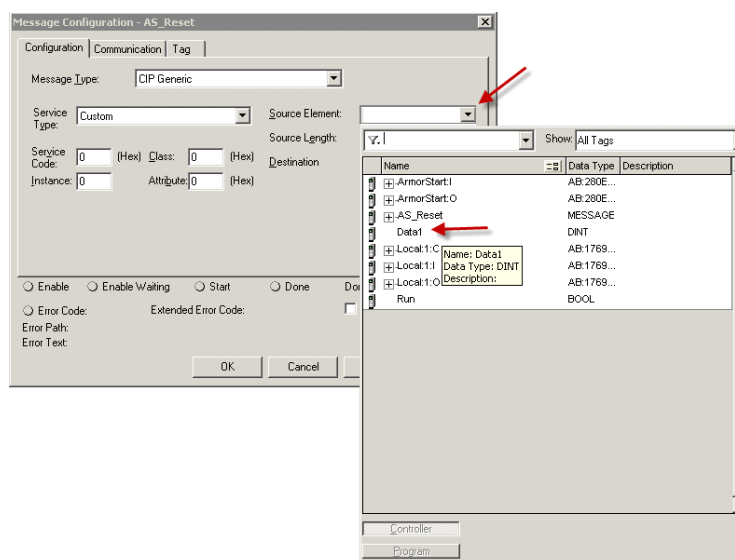 Message Configuration - AS_Reset
Configuration Communication Tag
Message Type: CIP Generic
Service Type: Custom
Source Element:
Source Length:
Service Code: 0 (Hex) Class: 0 (Hex)
Destination
Instance: 0 Attribute: 0 (Hex)
Enable Enable Waiting Start Done
Error Code: Extended Error Code:
Error Path:
Error Text:
OK Cancel
Show: All Tags
Name Data Type Description
ArmorStart:I AB:280E...
ArmorStart:O AB:280E...
AS_Reset MESSAGE
Data1 DINT
Local:1:C AB:1769...
Local:1:I AB:1769...
Local:1:O AB:1769...
Run BOOL
Name: Data1
Data Type: DINT
Description:
Controller
Program